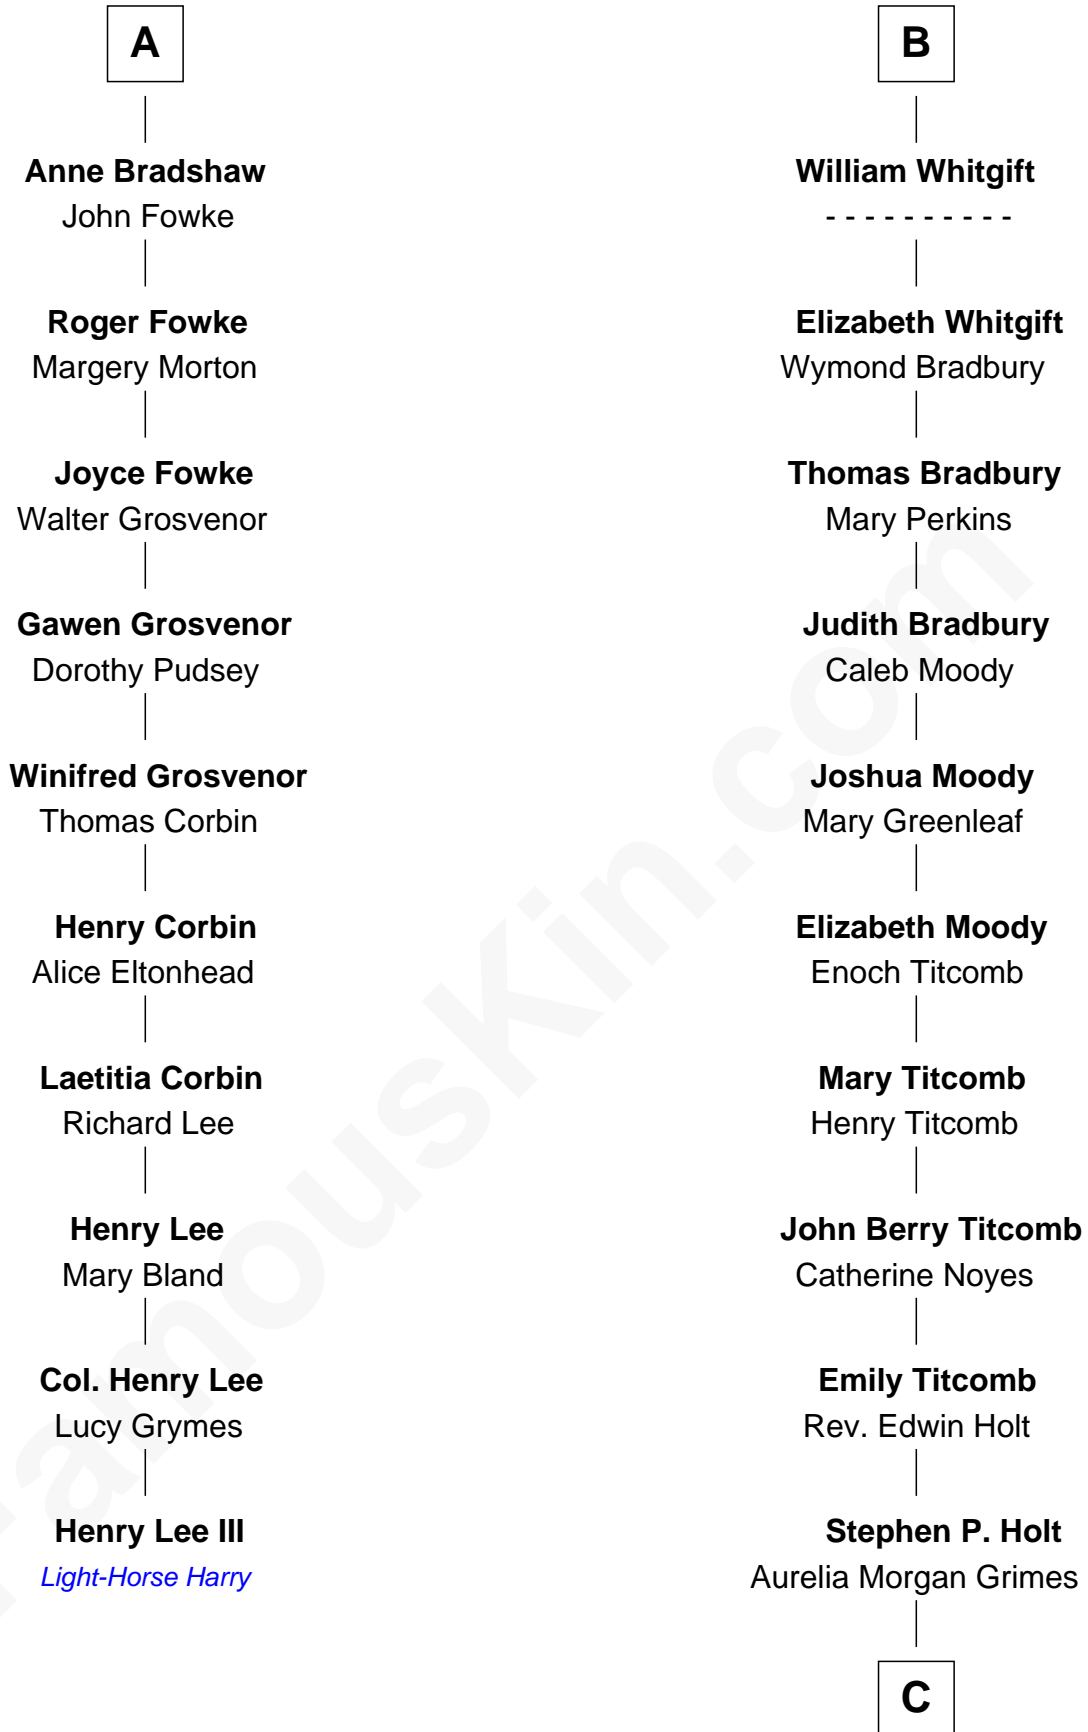 A
Anne Bradshaw
John Fowke
Roger Fowke
Margery Morton
Joyce Fowke
Walter Grosvenor
Gawen Grosvenor
Dorothy Pudsey
Winifred Grosvenor
Thomas Corbin
Henry Corbin
Alice Eltonhead
Laetitia Corbin
Richard Lee
Henry Lee
Mary Bland
Col. Henry Lee
Lucy Grymes
Henry Lee III
Light-Horse Harry
B
William Whitgift
- - - - - - - - - -
Elizabeth Whitgift
Wymond Bradbury
Thomas Bradbury
Mary Perkins
Judith Bradbury
Caleb Moody
Joshua Moody
Mary Greenleaf
Elizabeth Moody
Enoch Titcomb
Mary Titcomb
Henry Titcomb
John Berry Titcomb
Catherine Noyes
Emily Titcomb
Rev. Edwin Holt
Stephen P. Holt
Aurelia Morgan Grimes
C
FamousKin.com